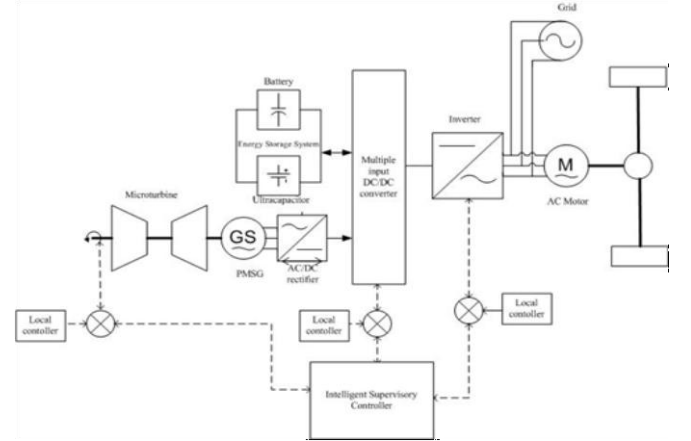 Grid
Battery
Inverter
Energy Storage System
Multiple
input
DC/DC
converter
M
Ultracapacitor
Microturbine
AC Motor
GS
PMSG
AC/DC
rectifier
Local
contoller
Local
contoller
Local
contoller
Intelligent Supervisory
Controller